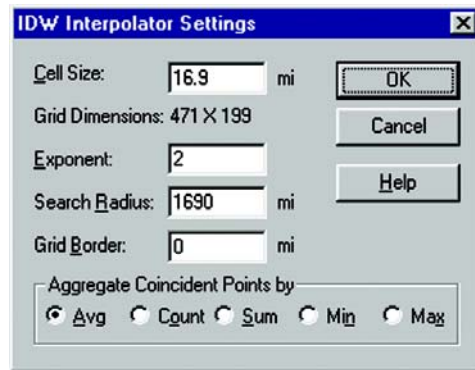 IDW Interpolator Settings
Cell Size: 16.9 mi
OK
Grid Dimensions: 471 X 199
Cancel
Exponent: 2
Help
Search Radius: 1690 mi
Grid Border: 0 mi
Aggregate Coincident Points by
Avg Count Sum Min Max